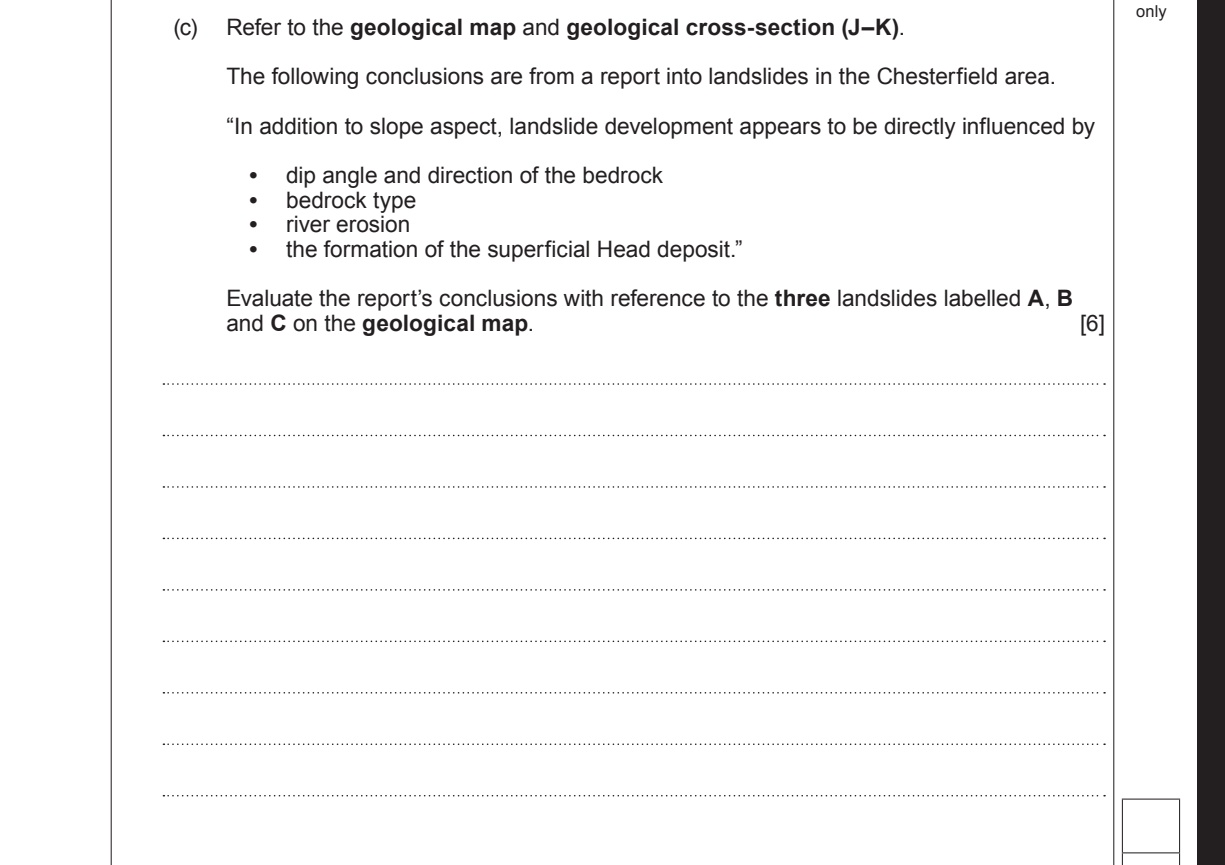 only
(c) Refer to the geological map and geological cross-section (J–K).
The following conclusions are from a report into landslides in the Chesterfield area.
“In addition to slope aspect, landslide development appears to be directly influenced by
• dip angle and direction of the bedrock
• bedrock type
• river erosion
• the formation of the superficial Head deposit.”
Evaluate the report’s conclusions with reference to the three landslides labelled A, B
and C on the geological map. [6]